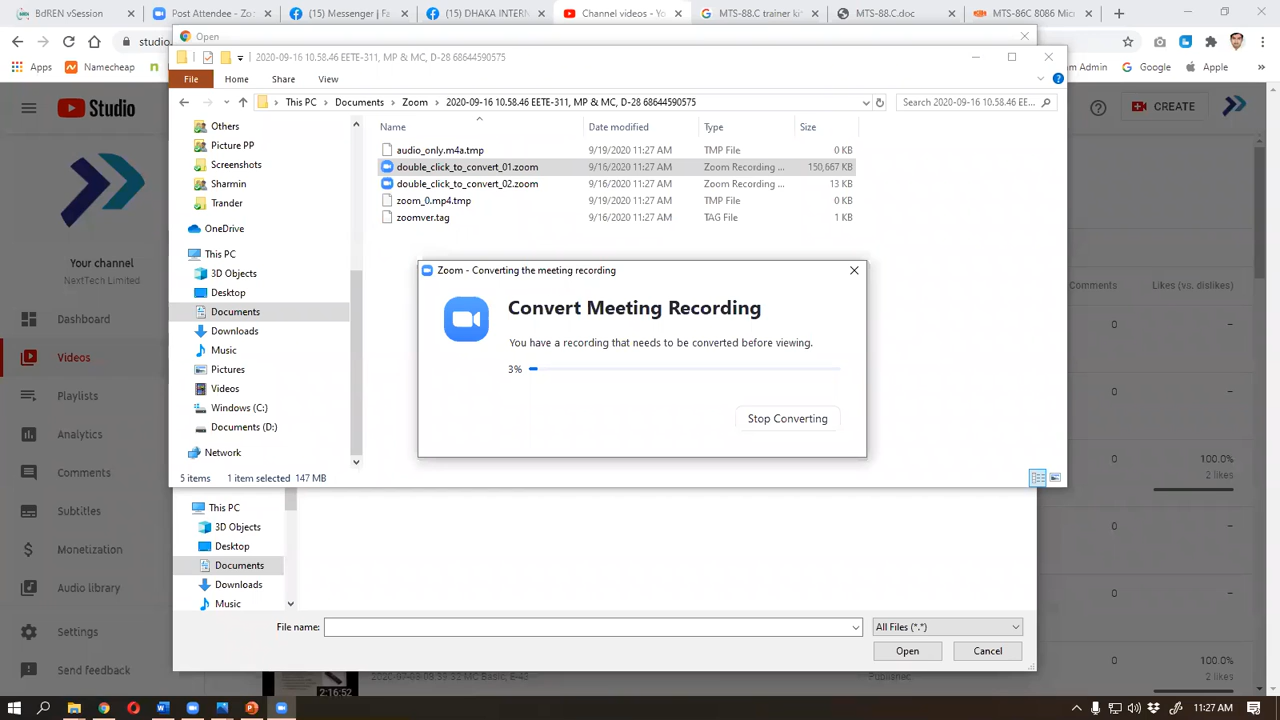 BdREN vSession
Post Attendee - Zo
(15) Messenger | Fa
(15) DHAKA INTERN
Channel videos - Yo
MTS-88.C trainer ki
MTS-88.C.doc
MTS-86C 8086 Mic
studio
Open
Apps
Namecheap
Admin
Google
Apple
2020-09-16 10.58.46 EETE-311, MP & MC, D-28 68644590575
File
Home
Share
View
This PC
Documents
Zoom
2020-09-16 10.58.46 EETE-311, MP & MC, D-28 68644590575
Search 2020-09-16 10.58.46 EE...
Studio
CREATE
Name
Date modified
Type
Size
Others
Picture PP
Screenshots
Sharmin
Trander
OneDrive
This PC
3D Objects
Desktop
Documents
Downloads
Music
Pictures
Videos
Windows (C:)
Documents (D:)
Network
audio_only.m4a.tmp 9/19/2020 11:27 AM TMP File 0 KB
double_click_to_convert_01.zoom 9/16/2020 11:27 AM Zoom Recording ... 150,667 KB
double_click_to_convert_02.zoom 9/16/2020 11:27 AM Zoom Recording ... 13 KB
zoom_0.mp4.tmp 9/19/2020 11:27 AM TMP File 0 KB
zoomver.tag 9/16/2020 11:27 AM TAG File 1 KB
Zoom - Converting the meeting recording
Convert Meeting Recording
You have a recording that needs to be converted before viewing.
3%
Stop Converting
5 items 1 item selected 147 MB
Your channel
NextTech Limited
Dashboard
Videos
Playlists
Analytics
Comments
Subtitles
Monetization
Audio library
Settings
Send feedback
Comments
Likes (vs. dislikes)
0 –
0 –
0 –
0 100.0%
2 likes
0 –
0 –
0 100.0%
2 likes
This PC
3D Objects
Desktop
Documents
Downloads
Music
File name:
All Files (*.*)
Open
Cancel
2:16:52
11:27 AM